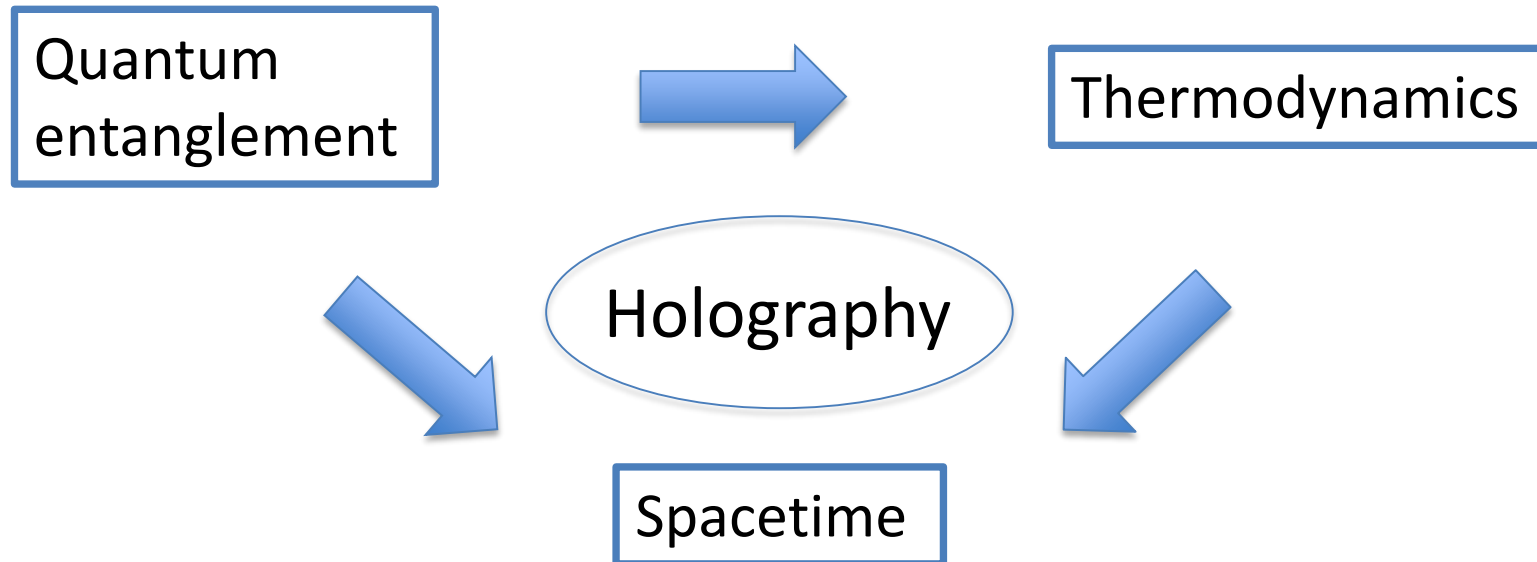 Quantum
entanglement
Thermodynamics
Holography
Spacetime